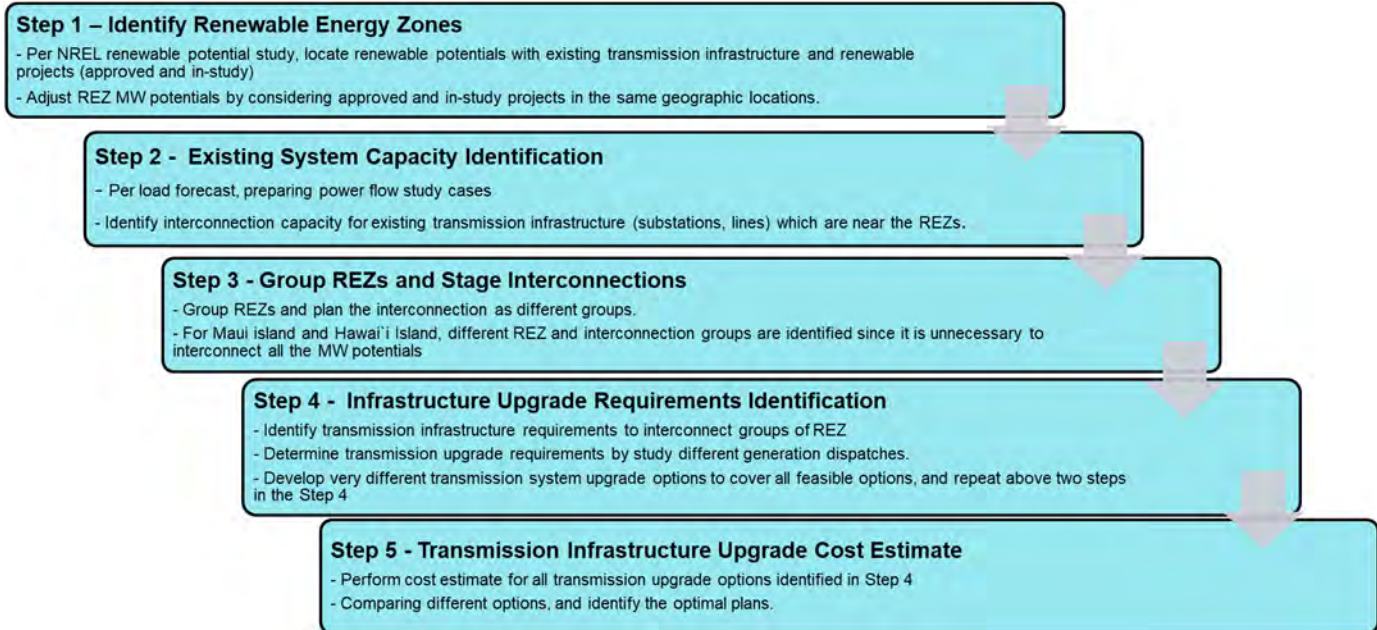 Step 1 – Identify Renewable Energy Zones
- Per NREL renewable potential study, locate renewable potentials with existing transmission infrastructure and renewable
projects (approved and in-study)
- Adjust REZ MW potentials by considering approved and in-study projects in the same geographic locations.
Step 2 - Existing System Capacity Identification
- Per load forecast, preparing power flow study cases
- Identify interconnection capacity for existing transmission infrastructure (substations, lines) which are near the REZs.
Step 3 - Group REZs and Stage Interconnections
- Group REZs and plan the interconnection as different groups.
- For Maui island and Hawai`i Island, different REZ and interconnection groups are identified since it is unnecessary to
interconnect all the MW potentials
Step 4 - Infrastructure Upgrade Requirements Identification
- Identify transmission infrastructure requirements to interconnect groups of REZ
- Determine transmission upgrade requirements by study different generation dispatches.
- Develop very different transmission system upgrade options to cover all feasible options, and repeat above two steps
in the Step 4
Step 5 - Transmission Infrastructure Upgrade Cost Estimate
- Perform cost estimate for all transmission upgrade options identified in Step 4
- Comparing different options, and identify the optimal plans.